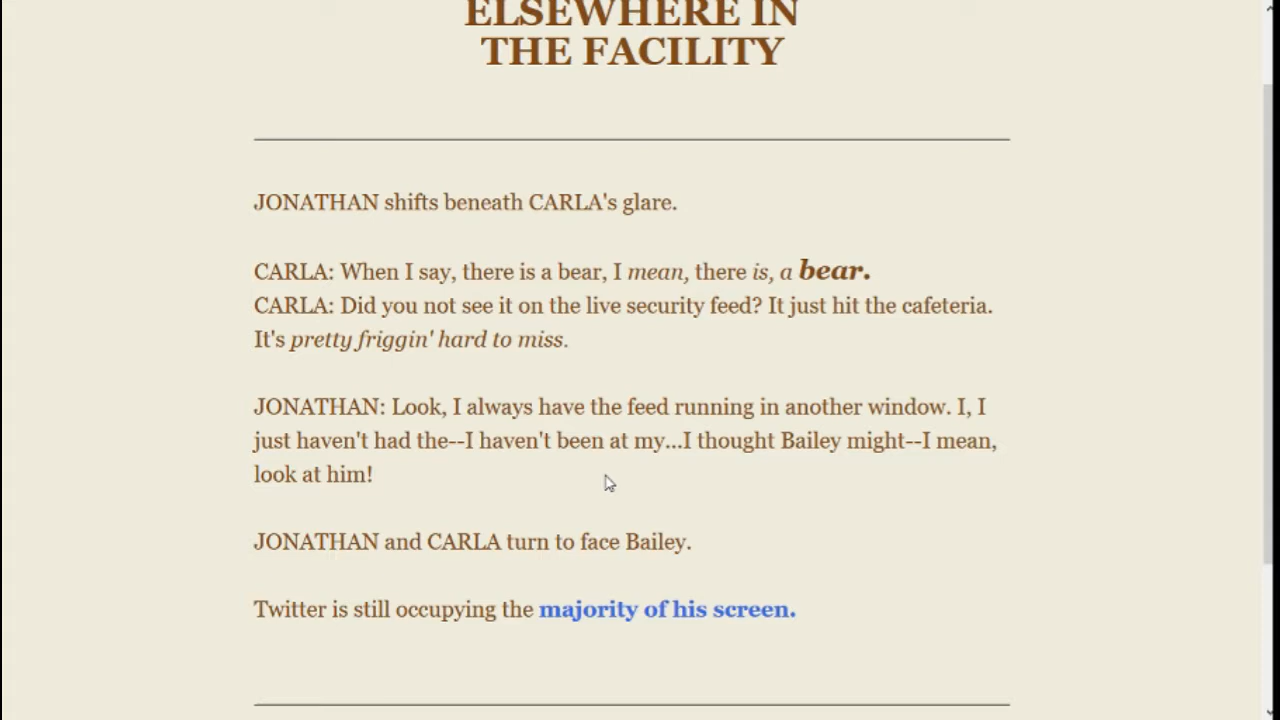 ELSEWHERE IN
THE FACILITY
JONATHAN shifts beneath CARLA's glare.
CARLA: When I say, there is a bear, I mean, there is, a bear.
CARLA: Did you not see it on the live security feed? It just hit the cafeteria.
It's pretty friggin' hard to miss.
JONATHAN: Look, I always have the feed running in another window. I, I
just haven't had the--I haven't been at my...I thought Bailey might--I mean,
look at him!
JONATHAN and CARLA turn to face Bailey.
Twitter is still occupying the majority of his screen.